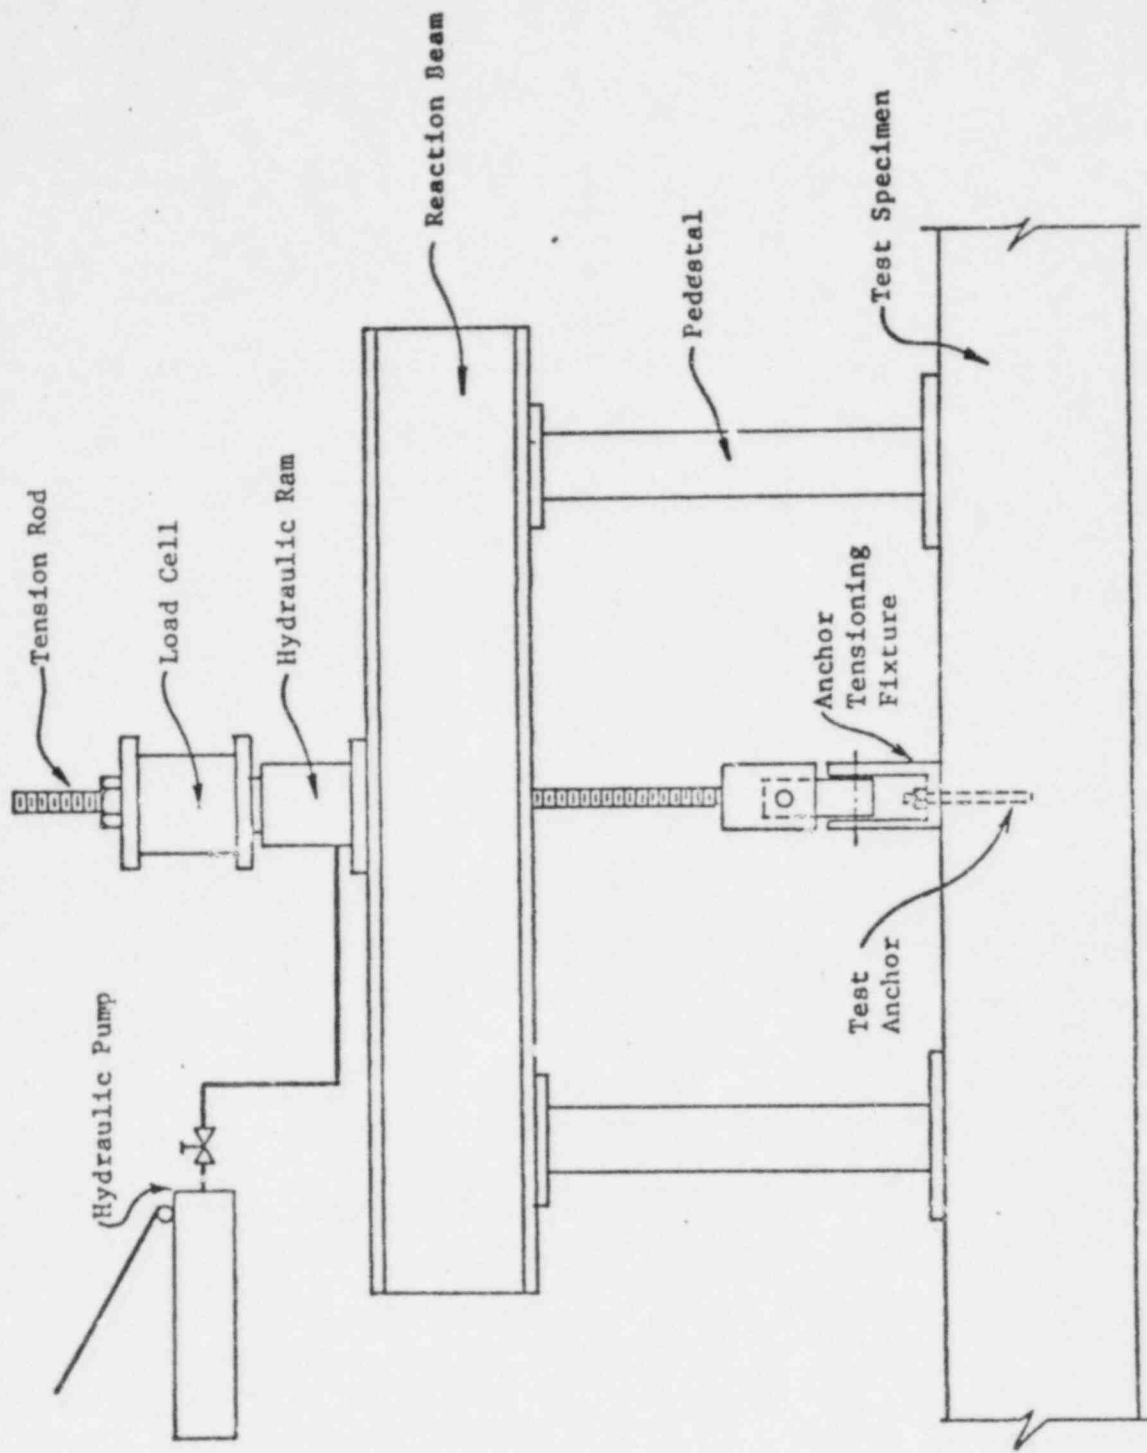 Tension Rod
Load Cell
Hydraulic Ram
Reaction Beam
Hydraulic Pump
Pedestal
Test Specimen
Anchor
Tensioning
Fixture
Test
Anchor